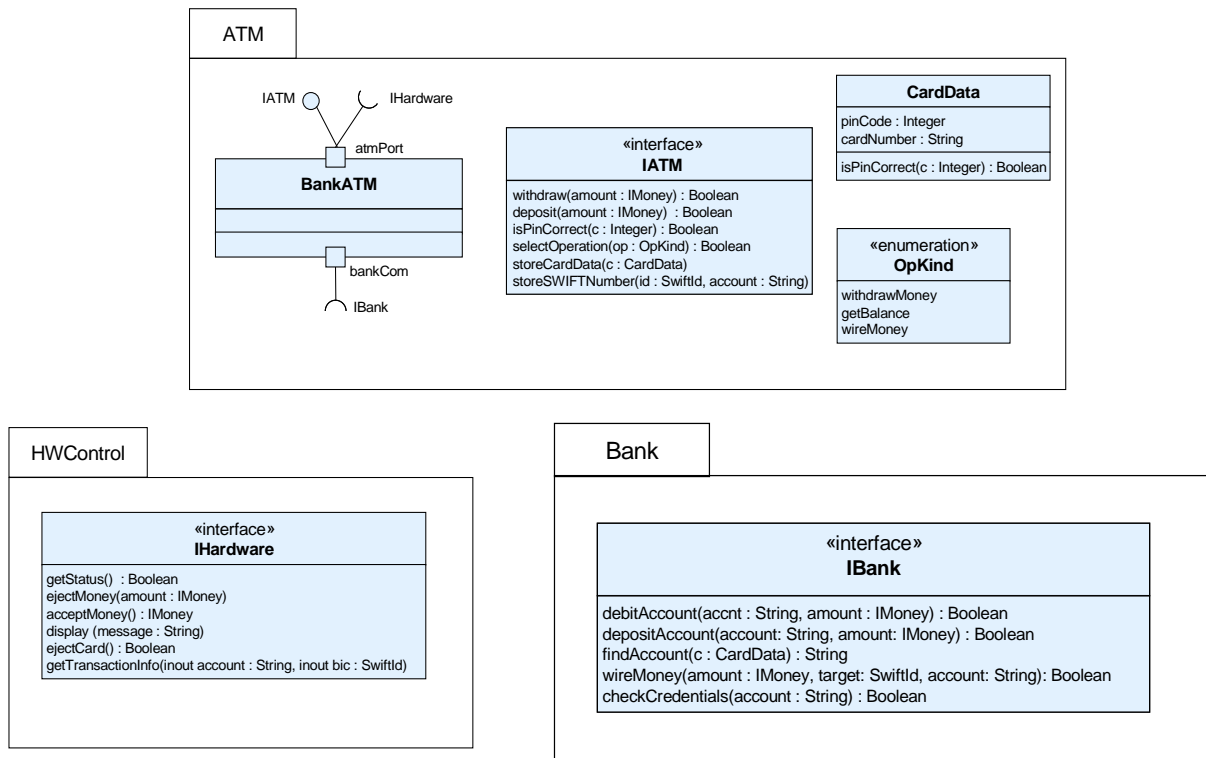 ATM
IATM
IHardware
atmPort
BankATM
bankCom
IBank
«interface»
IATM
withdraw(amount : IMoney) : Boolean
deposit(amount : IMoney)  : Boolean
isPinCorrect(c : Integer) : Boolean
selectOperation(op : OpKind) : Boolean
storeCardData(c : CardData)
storeSWIFTNumber(id : SwiftId, account : String)
CardData
pinCode : Integer
cardNumber : String
isPinCorrect(c : Integer) : Boolean
«enumeration»
OpKind
withdrawMoney
getBalance
wireMoney
HWControl
«interface»
IHardware
getStatus()  : Boolean
ejectMoney(amount : IMoney)
acceptMoney() : IMoney
display (message : String)
ejectCard() : Boolean
getTransactionInfo(inout account : String, inout bic : SwiftId)
Bank
«interface»
IBank
debitAccount(accnt : String, amount : IMoney) : Boolean
depositAccount(account: String, amount: IMoney) : Boolean
findAccount(c : CardData) : String
wireMoney(amount : IMoney, target: SwiftId, account: String): Boolean
checkCredentials(account : String) : Boolean